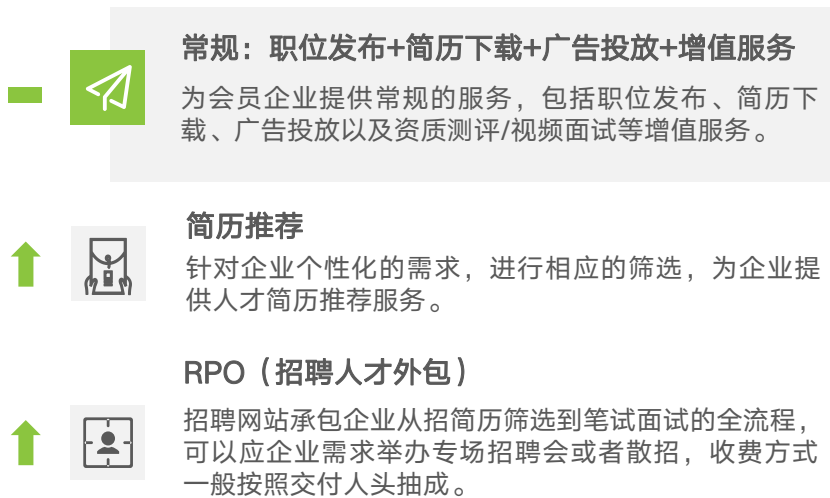 常规：职位发布+简历下载+广告投放+增值服务
为会员企业提供常规的服务，包括职位发布、简历下
载、广告投放以及资质测评/视频面试等增值服务。
简历推荐
针对企业个性化的需求，进行相应的筛选，为企业提
供人才简历推荐服务。
RPO（招聘人才外包）
招聘网站承包企业从招简历筛选到笔试面试的全流程，
可以应企业需求举办专场招聘会或者散招，收费方式
一般按照交付人头抽成。